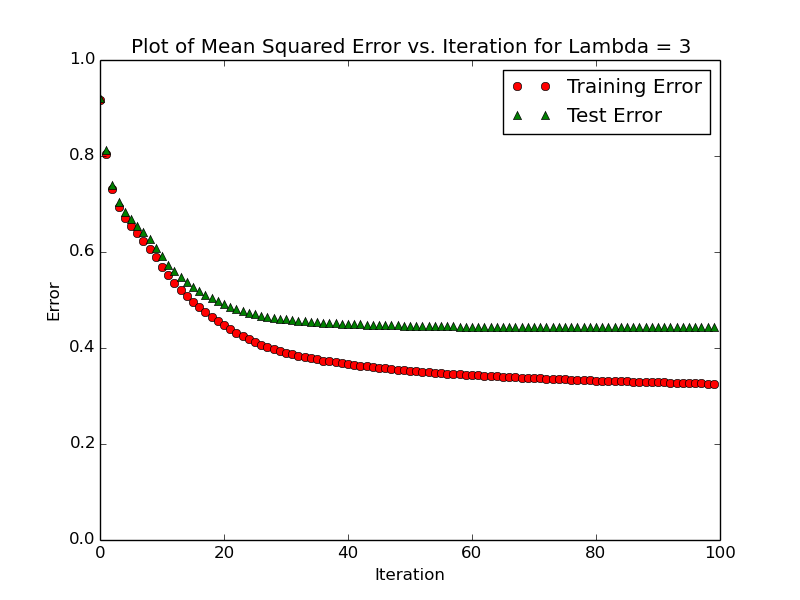 Plot of Mean Squared Error vs. Iteration for Lambda = 3
Training Error
Test Error
1.0
0.8
0.6
0.4
0.2
0.0
Error
0 20 40 60 80 100
Iteration